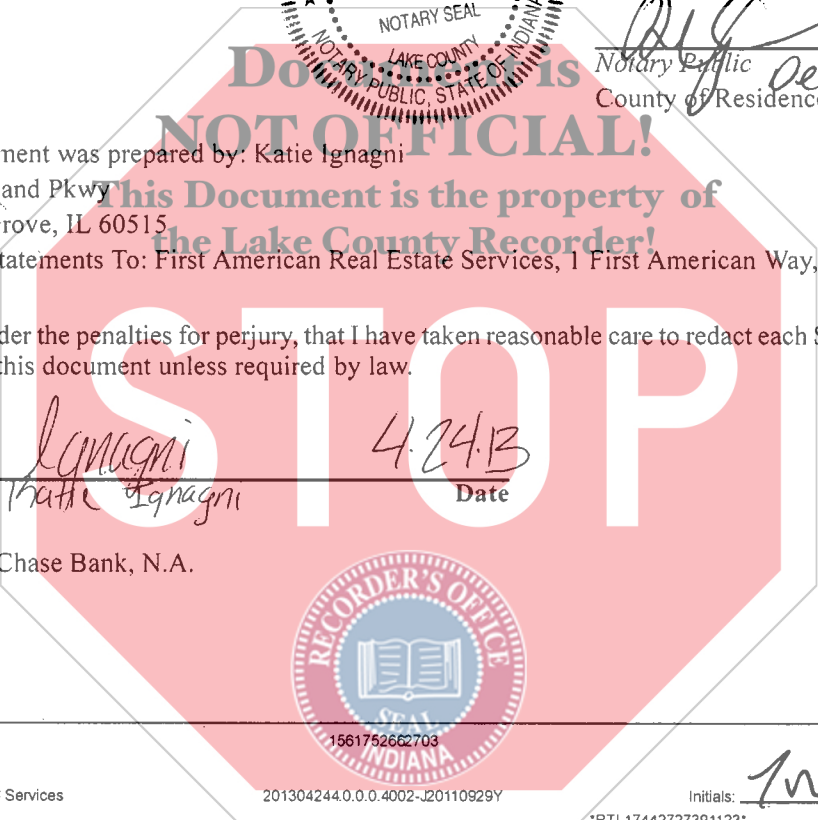 NOTARY SEAL
LAKE COUNTY
NOTARY PUBLIC, STATE OF INDIANA
Notary Public
County of Residence
Document is
NOT OFFICIAL!
This Document is the property of
the Lake County Recorder!
ment was prepared by: Katie Ignagni
and Pkwy
rove, IL 60515
tatements To: First American Real Estate Services, 1 First American Way,
der the penalties for perjury, that I have taken reasonable care to redact each S
this document unless required by law.
STOP
Ignagni 4.24.13
Katie Ignagni Date
Chase Bank, N.A.
RECORDER'S OFFICE
SEAL
INDIANA
1561752662703
Services 201304244.0.0.0.4002-J20110929Y Initials: